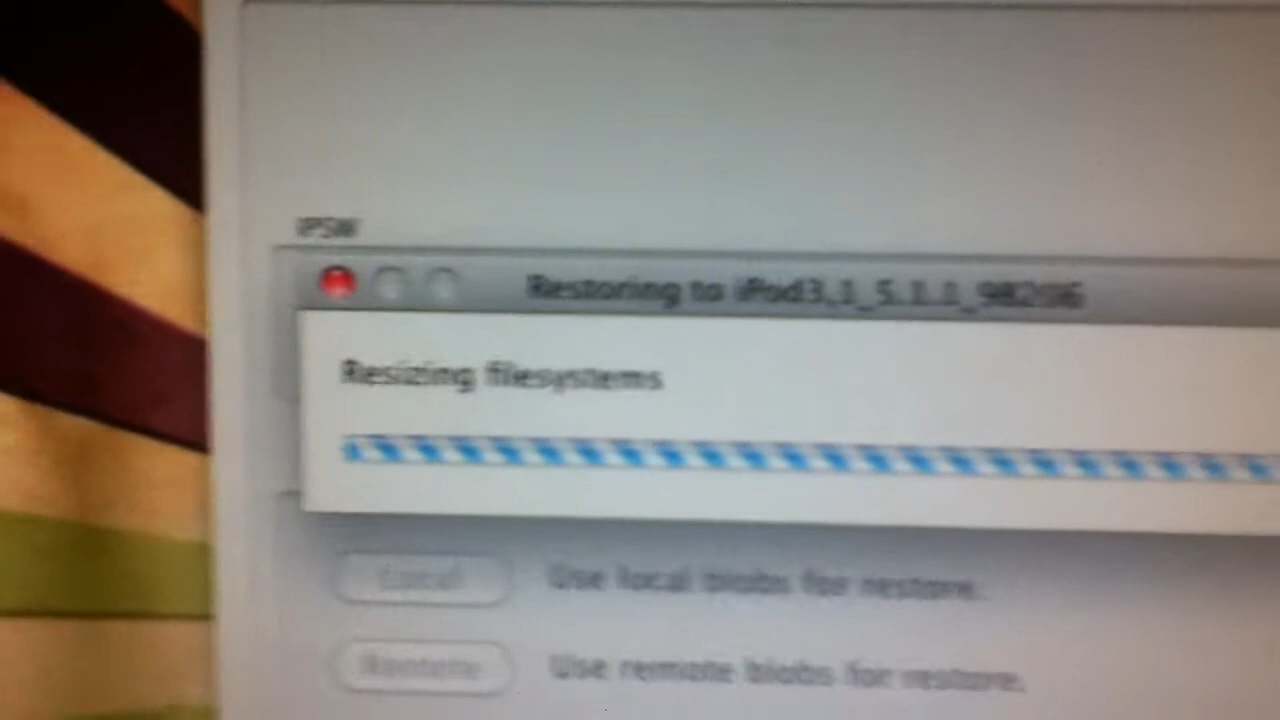 IPSW
Restoring to iPod3,1_5.1.1_9B206
Resizing filesystems
Local
Use local blobs for restore.
Remote
Use remote blobs for restore.